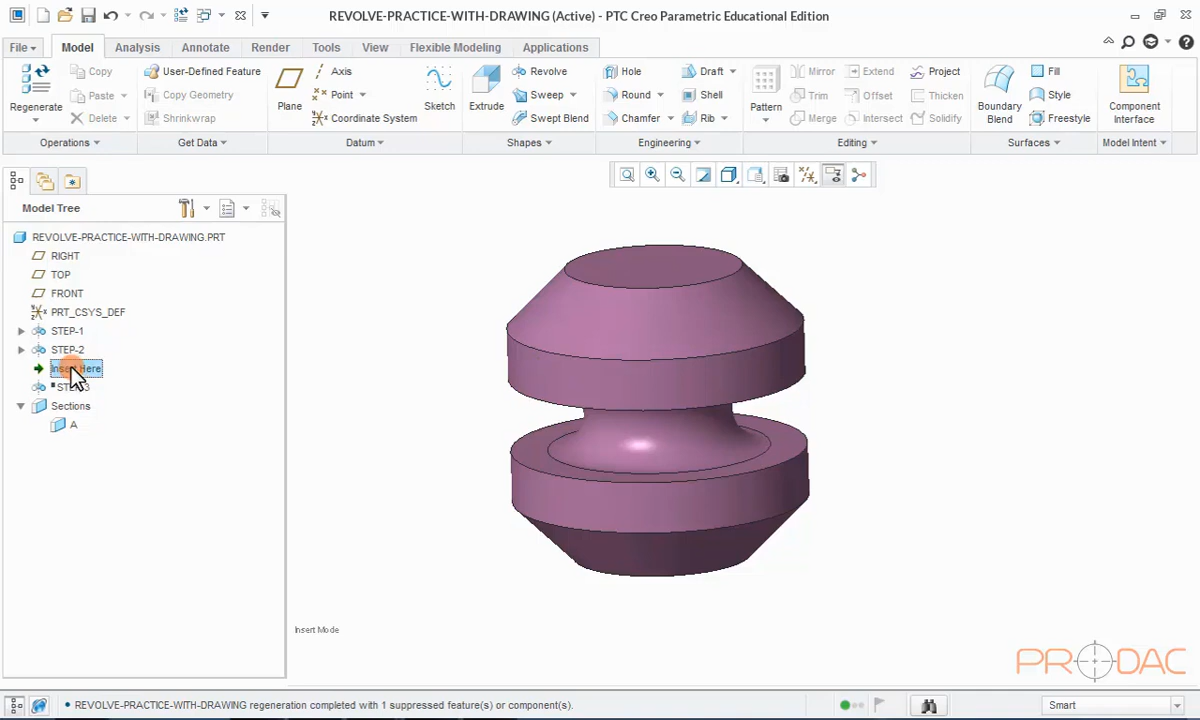 REVOLVE-PRACTICE-WITH-DRAWING (Active) - PTC Creo Parametric Educational Edition
File Model Analysis Annotate Render Tools View Flexible Modeling Applications
Regenerate
Copy
Paste
Delete
Operations
User-Defined Feature
Copy Geometry
Shrinkwrap
Get Data
Plane
Axis
Point
Coordinate System
Sketch
Datum
Extrude
Revolve
Sweep
Swept Blend
Shapes
Hole
Round
Chamfer
Draft
Shell
Rib
Engineering
Pattern
Mirror
Trim
Merge
Extend
Offset
Intersect
Project
Thicken
Solidify
Editing
Boundary
Blend
Fill
Style
Freestyle
Surfaces
Component
Interface
Model Intent
Model Tree
REVOLVE-PRACTICE-WITH-DRAWING.PRT
RIGHT
TOP
FRONT
PRT_CSYS_DEF
STEP-1
STEP-2
Insert Here
STEP-3
Sections
A
Insert Mode
PRODAC
REVOLVE-PRACTICE-WITH-DRAWING regeneration completed with 1 suppressed feature(s) or component(s).
Smart